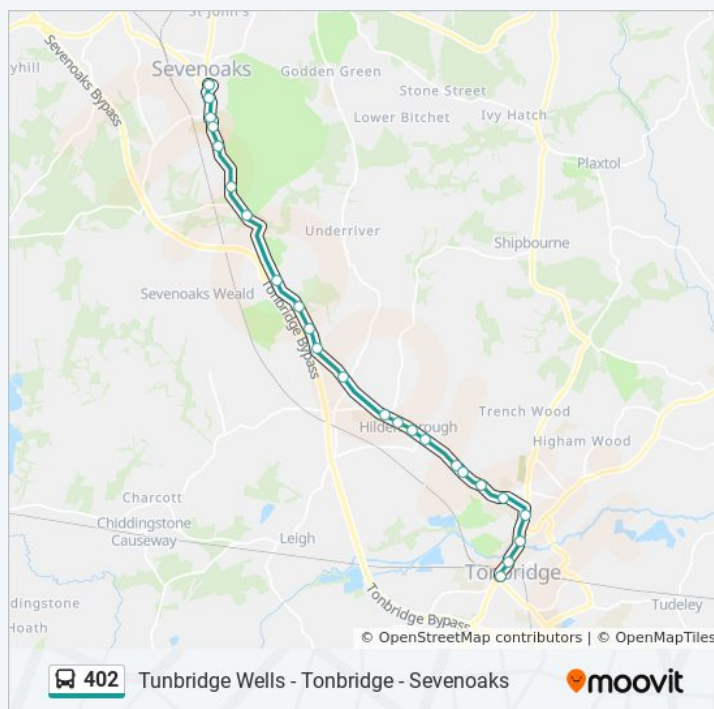 St John's
yhill
Sevenoaks
Godden Green
Sevenoaks Bypass
Stone Street
Lower Bitchet
Ivy Hatch
Plaxtol
Underriver
Shipbourne
Sevenoaks Weald
Tonbridge Bypass
Trench Wood
Hildenborough
Higham Wood
Charcott
Chiddingstone
Causeway
Leigh
Tonbridge
ddingstone
Hoath
Tonbridge Bypass
Tudeley
© OpenStreetMap contributors | © OpenMapTiles
402 Tunbridge Wells - Tonbridge - Sevenoaks
moovit